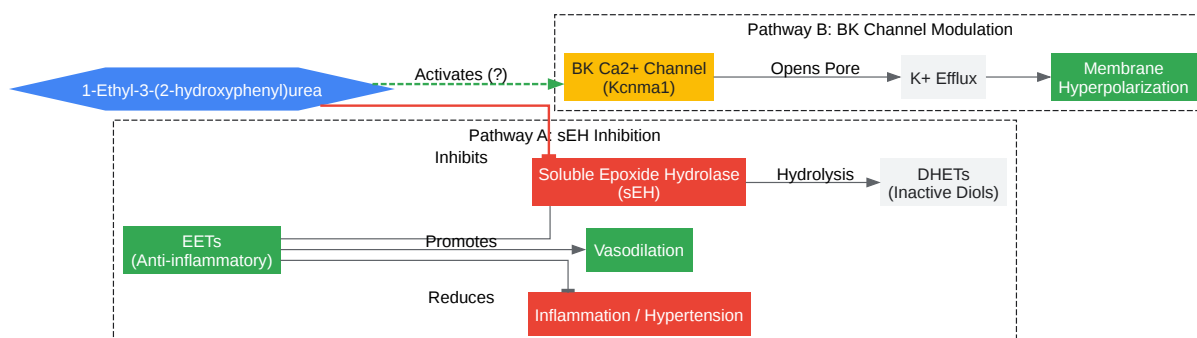 Pathway B: BK Channel Modulation
1-Ethyl-3-(2-hydroxyphenyl)urea
Activates (?)
BK Ca2+ Channel
(Kcnma1)
Opens Pore
K+ Efflux
Membrane
Hyperpolarization
Pathway A: sEH Inhibition
Inhibits
Soluble Epoxide Hydrolase
(sEH)
Hydrolysis
DHETs
(Inactive Diols)
EETs
(Anti-inflammatory)
Promotes
Vasodilation
Reduces
Inflammation / Hypertension